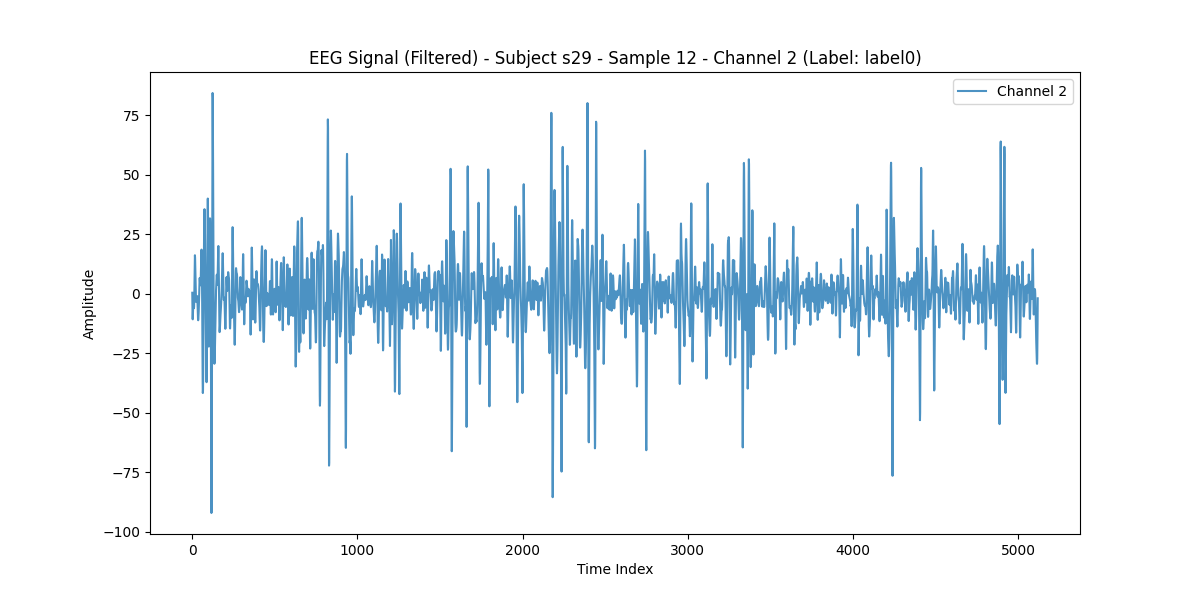 EEG Signal (Filtered) - Subject s29 - Sample 12 - Channel 2 (Label: label0)
Channel 2
75
50
25
0
−25
−50
−75
−100
Amplitude
0 1000 2000 3000 4000 5000
Time Index